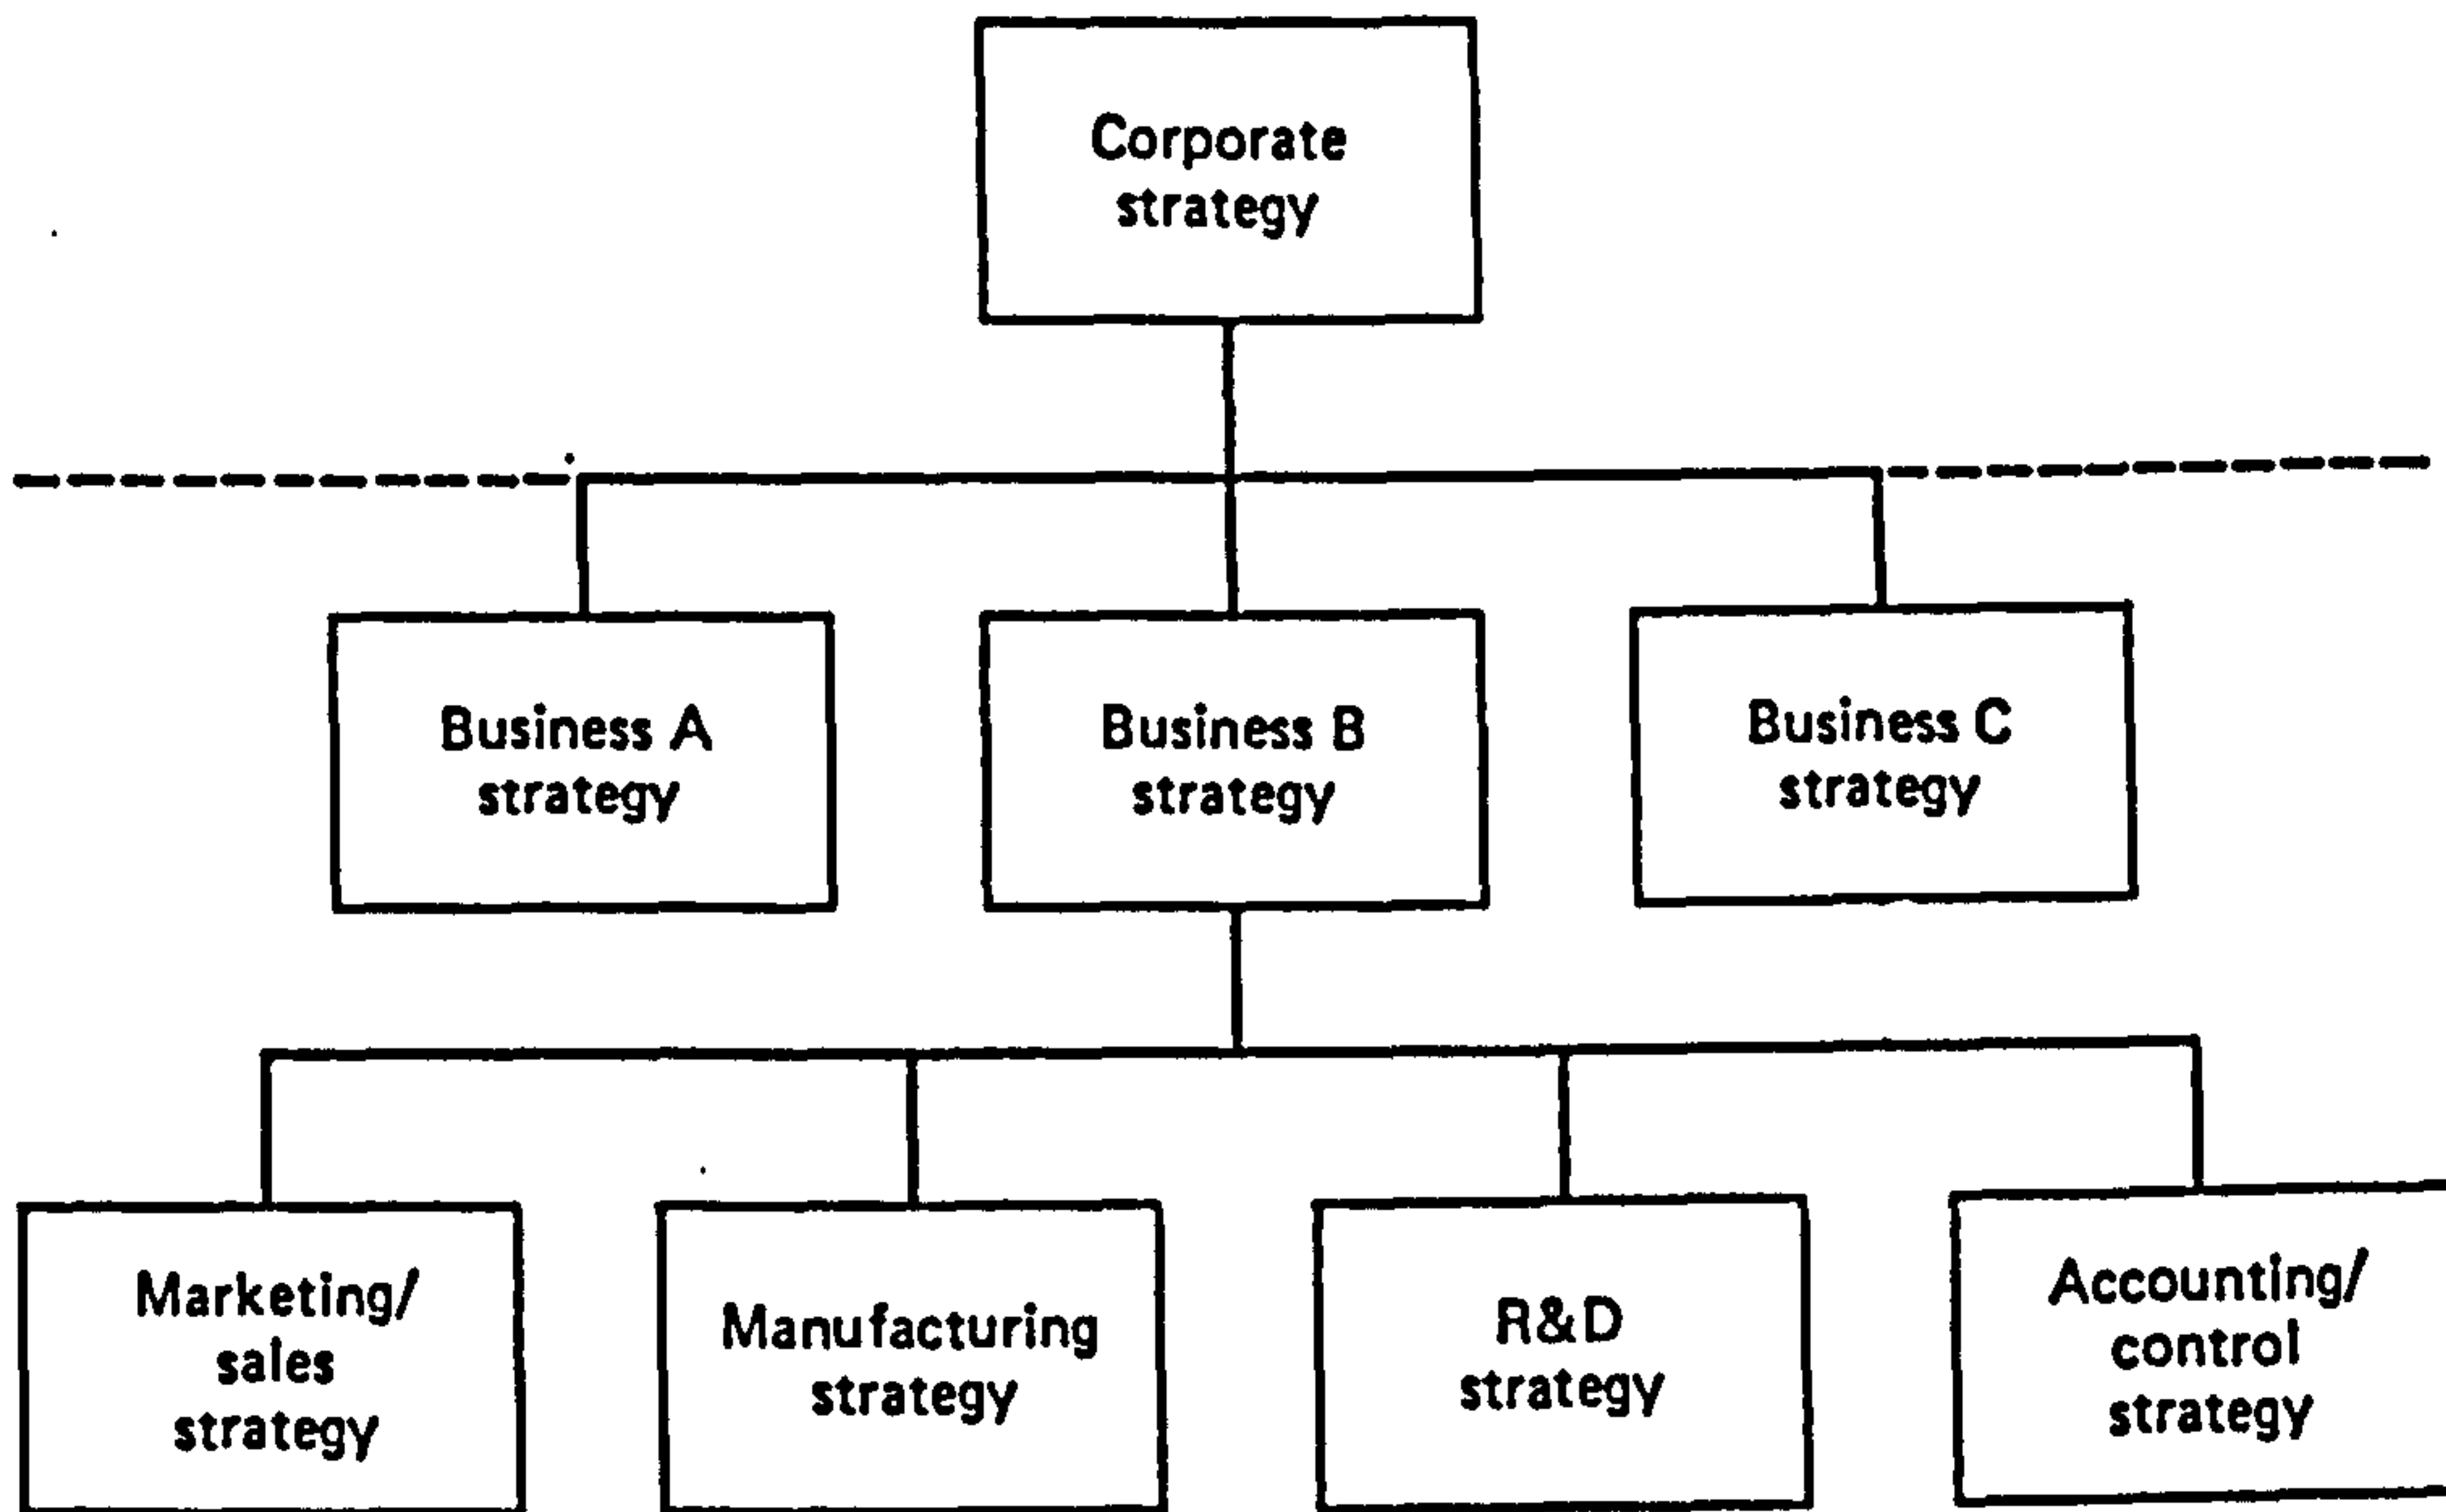 Corporate
strategy
Business A
strategy
Business B
strategy
Business C
strategy
Marketing/
sales
strategy
Manufacturing
strategy
R&D
strategy
Accounting/
control
strategy